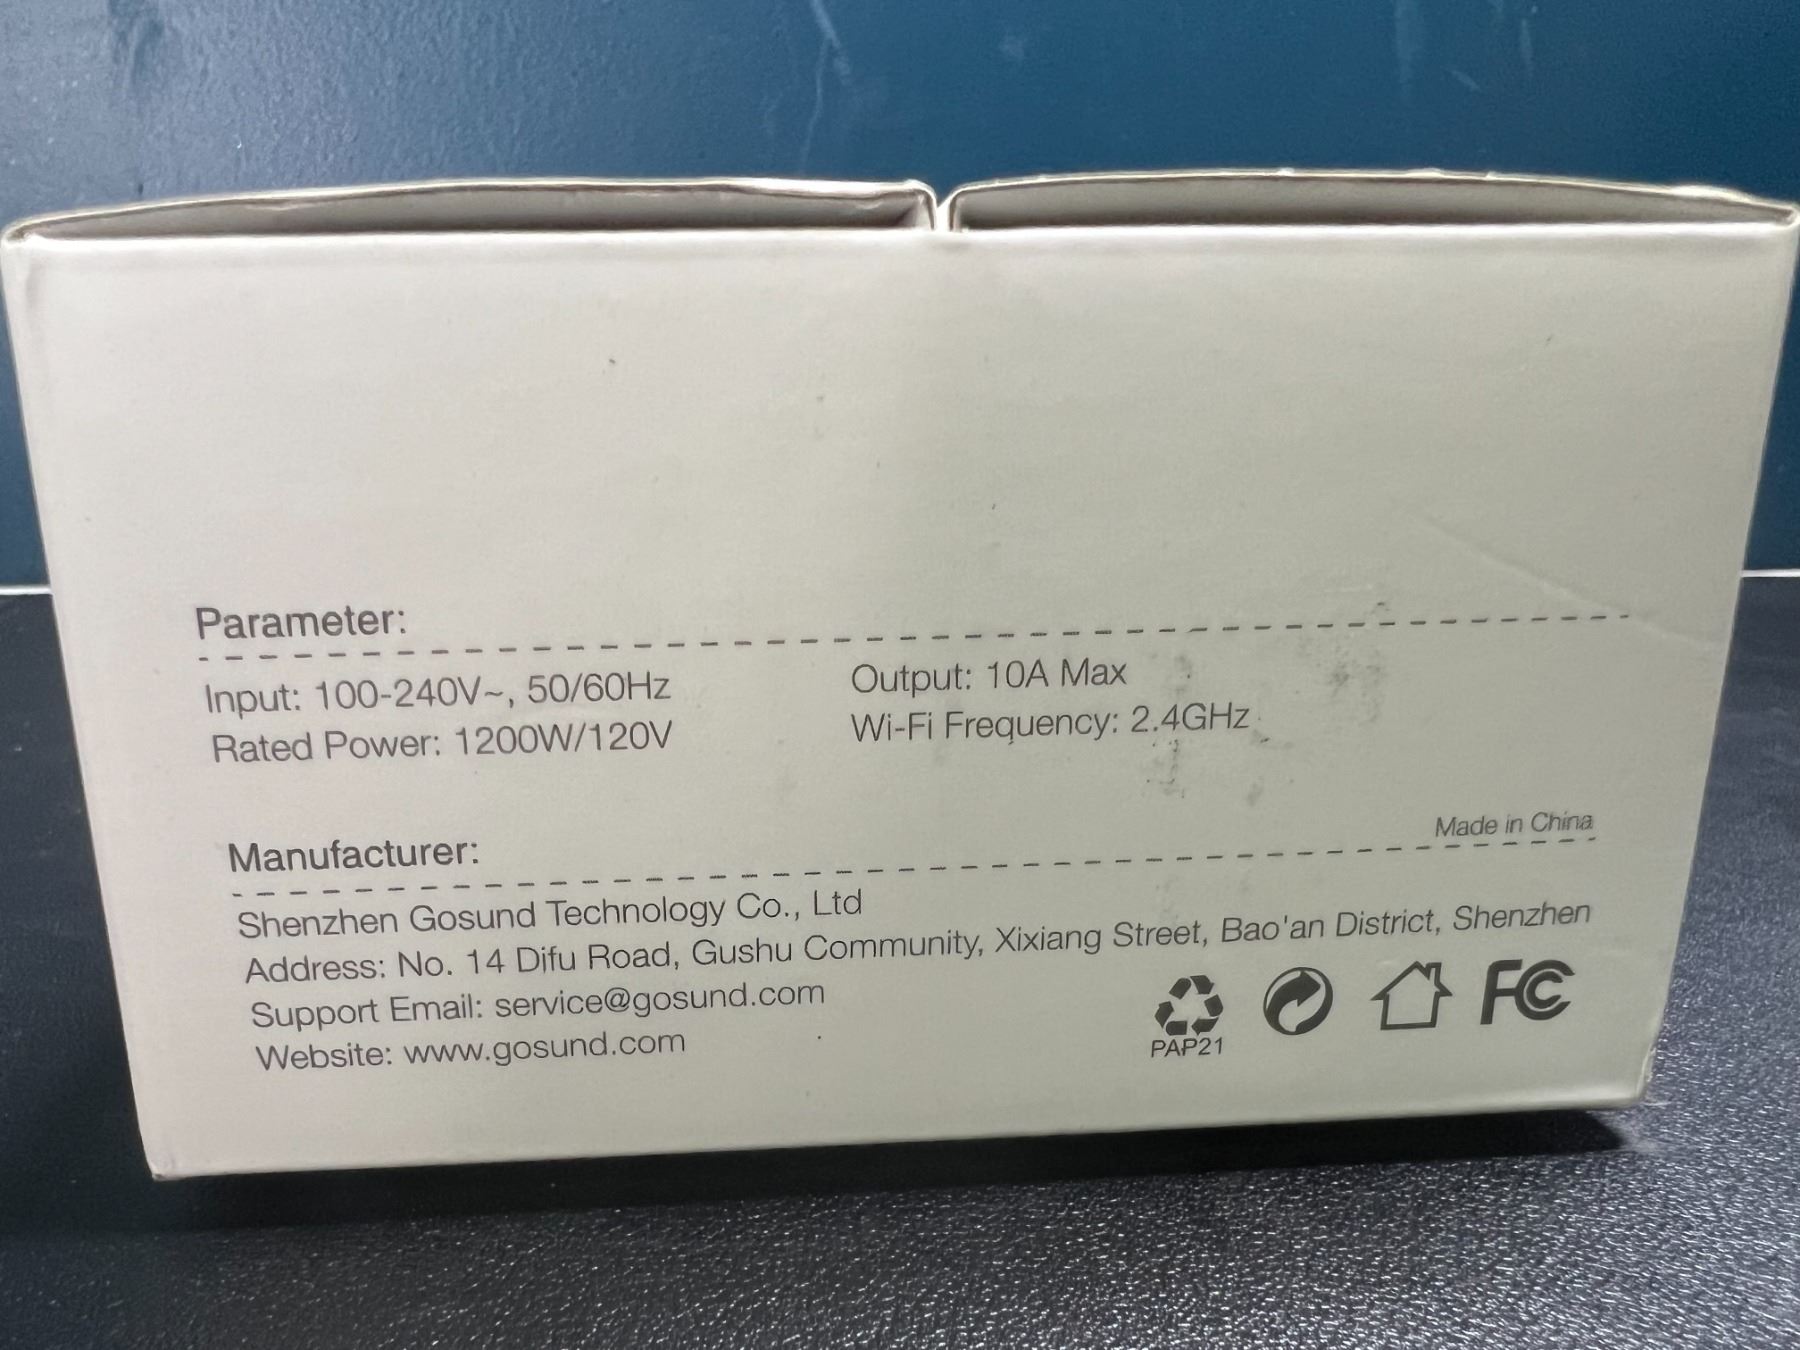 Parameter:
Input: 100-240V~, 50/60Hz
Output: 10A Max
Rated Power: 1200W/120V
Wi-Fi Frequency: 2.4GHz
Made in China
Manufacturer:
Shenzhen Gosund Technology Co., Ltd
Address: No. 14 Difu Road, Gushu Community, Xixiang Street, Bao'an District, Shenzhen
Support Email: service@gosund.com
Website: www.gosund.com
PAP21
FC